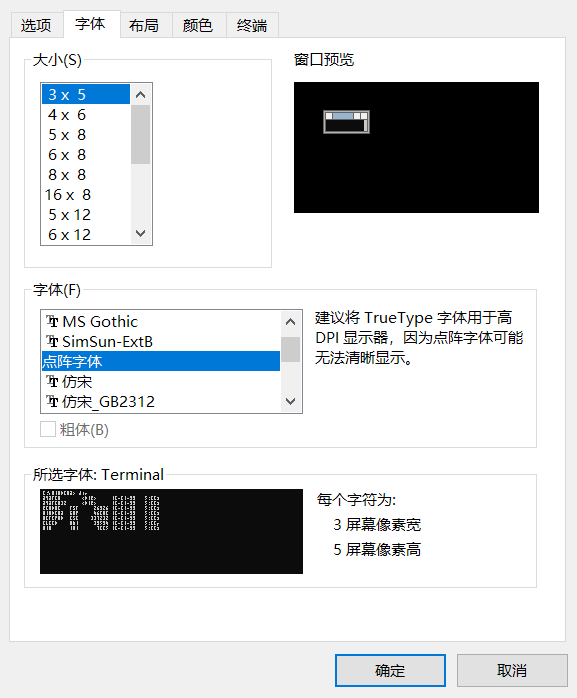 选项 字体 布局 颜色 终端
大小(S)
3 x 5
4 x 6
5 x 8
6 x 8
8 x 8
16 x 8
5 x 12
6 x 12
窗口预览
字体(F)
MS Gothic
SimSun-ExtB
点阵字体
仿宋
仿宋_GB2312
粗体(B)
建议将 TrueType 字体用于高
DPI 显示器，因为点阵字体可能
无法清晰显示。
所选字体: Terminal
每个字符为:
3 屏幕像素宽
5 屏幕像素高
确定 取消